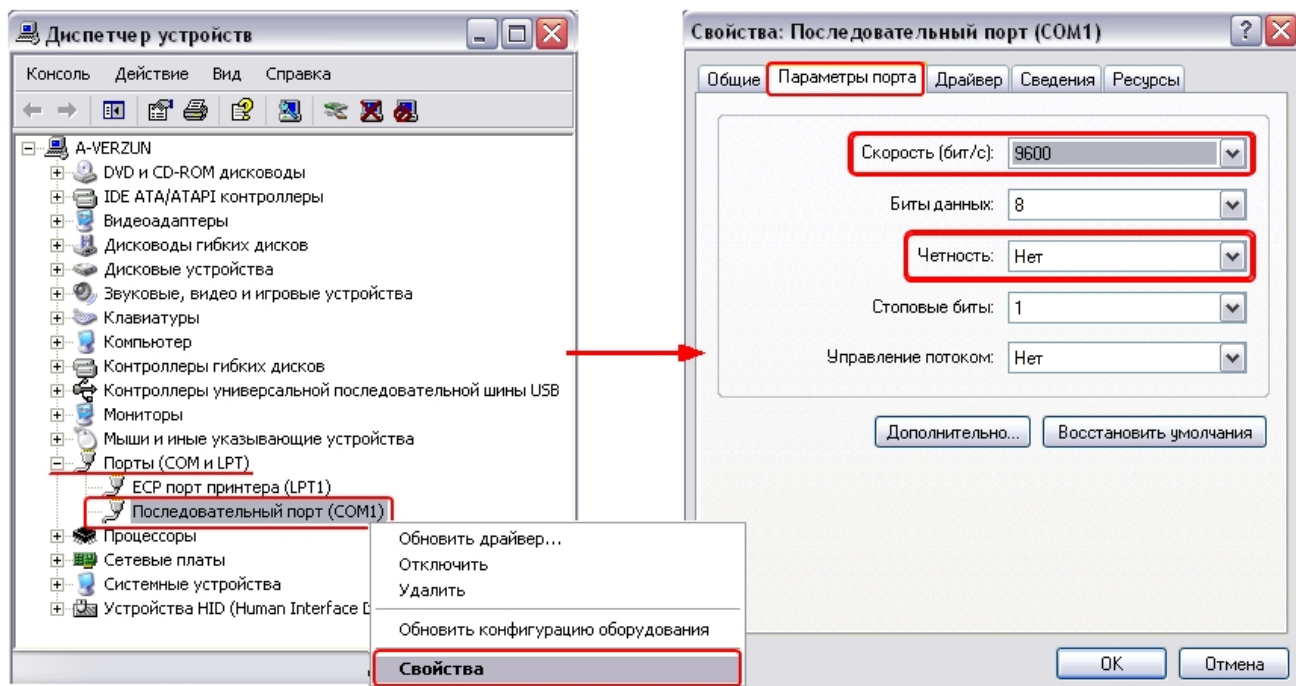 Диспетчер устройств
Консоль Действие Вид Справка
A-VERZUN
DVD и CD-ROM дисководы
IDE ATA/ATAPI контроллеры
Видеоадаптеры
Дисководы гибких дисков
Дисковые устройства
Звуковые, видео и игровые устройства
Клавиатуры
Компьютер
Контроллеры гибких дисков
Контроллеры универсальной последовательной шины USB
Мониторы
Мыши и иные указывающие устройства
Порты (COM и LPT)
ECP порт принтера (LPT1)
Последовательный порт (COM1)
Процессоры
Сетевые платы
Системные устройства
Устройства HID (Human Interface
Обновить драйвер...
Отключить
Удалить
Обновить конфигурацию оборудования
Свойства
Свойства: Последовательный порт (COM1)
Общие Параметры порта Драйвер Сведения Ресурсы
Скорость (бит/с): 9600
Биты данных: 8
Четность: Нет
Стоповые биты: 1
Управление потоком: Нет
Дополнительно... Восстановить умолчания
OK Отмена